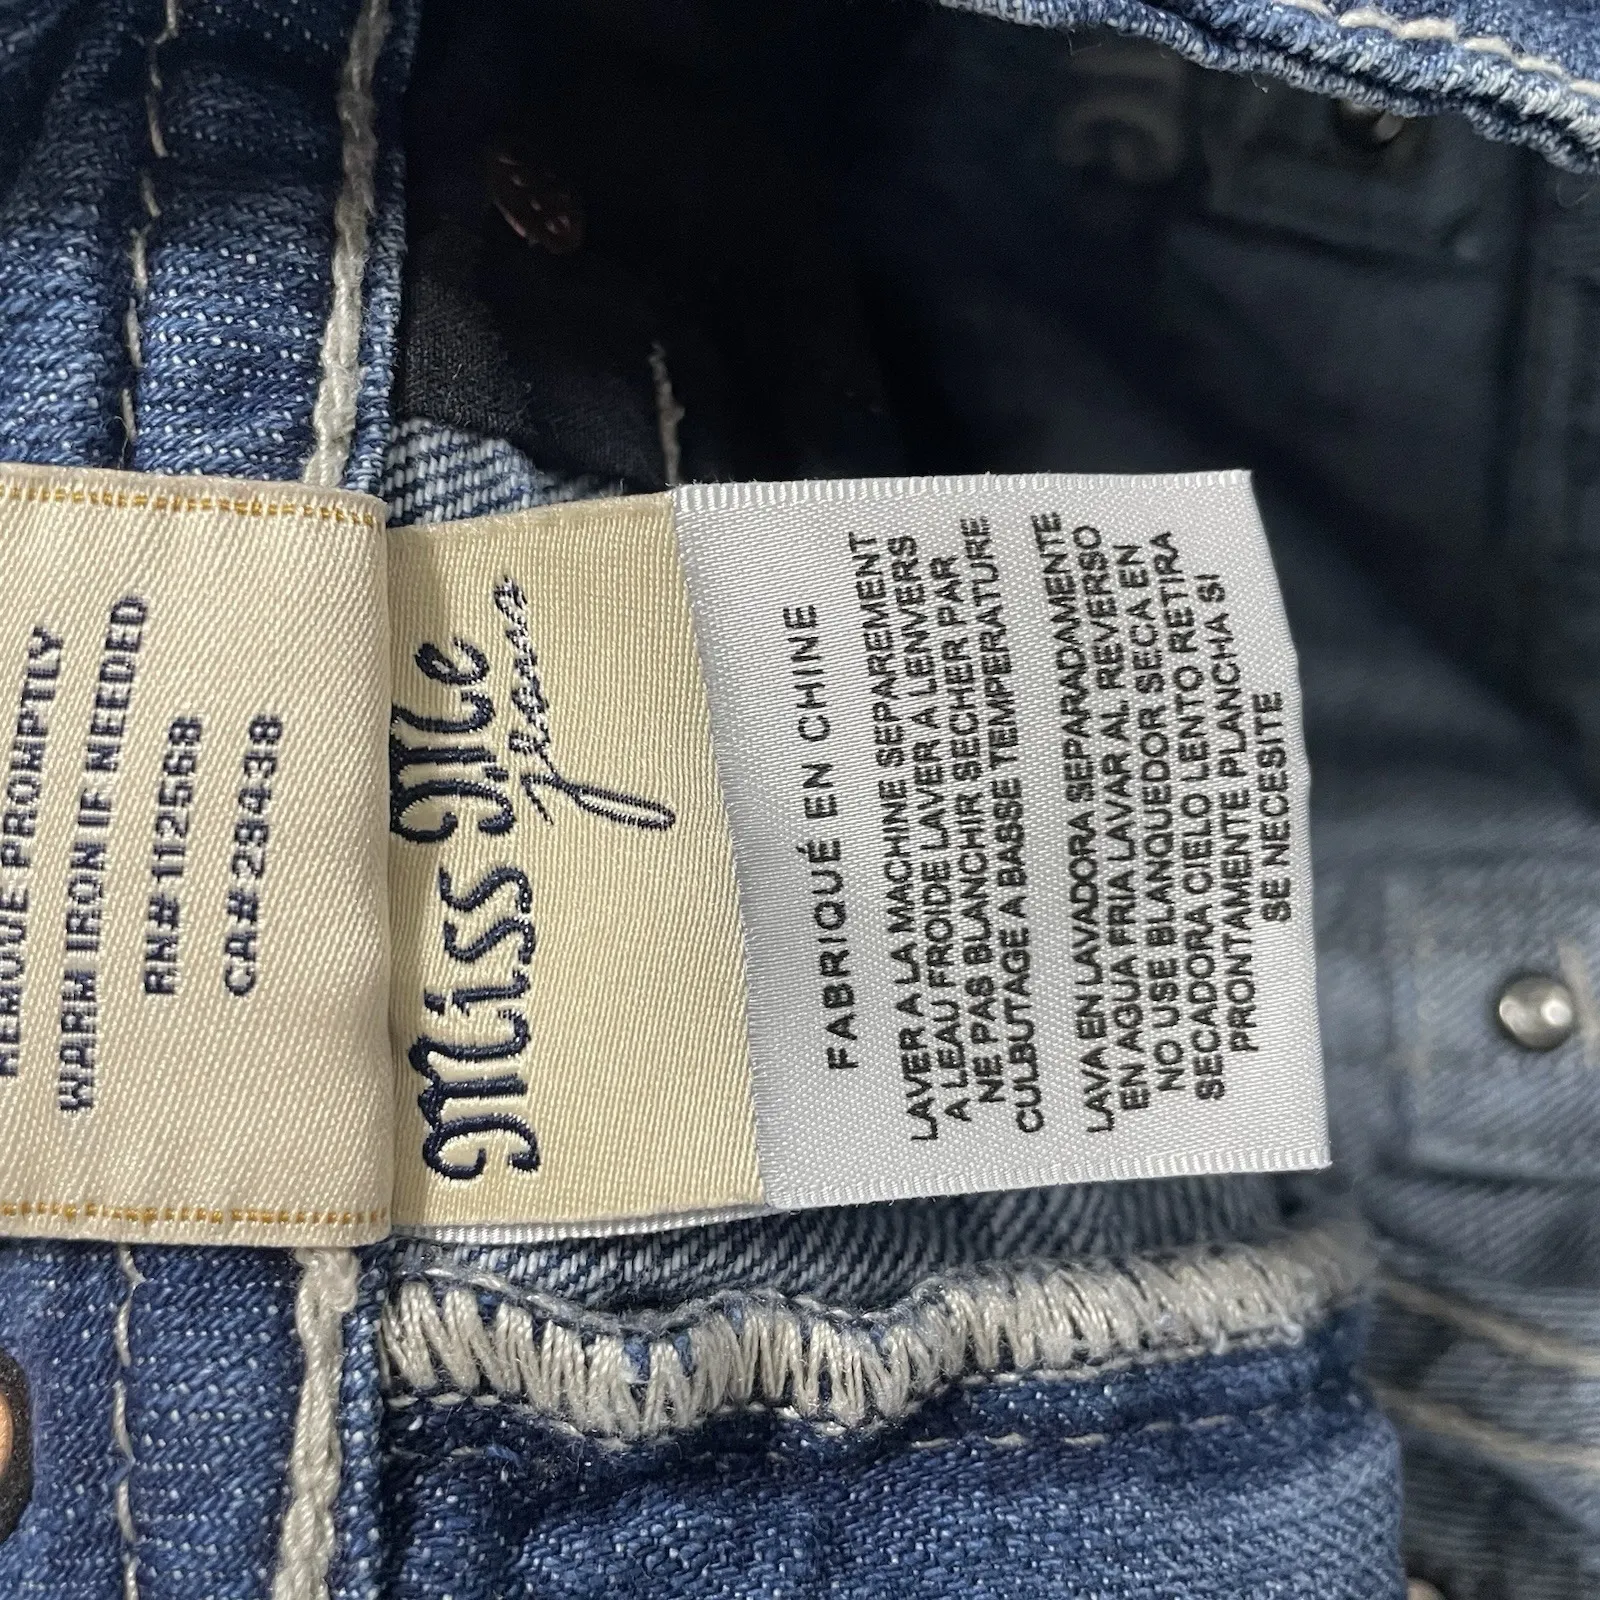 REMOVE PROMPTLY
WARM IRON IF NEEDED
RN# 112568
CA# 29438
Miss Me
Jeans
FABRIQUÉ EN CHINE
LAVER A LA MACHINE SEPAREMENT
A LEAU FROIDE LAVER A LENVERS
NE PAS BLANCHIR SECHER PAR
CULBUTAGE A BASSE TEMPERATURE
LAVA EN LAVADORA SEPARADAMENTE
EN AGUA FRIA LAVAR AL REVERSO
NO USE BLANQUEDOR SECA EN
SECADORA CIELO LENTO RETIRA
PRONTAMENTE PLANCHA SI
SE NECESITE